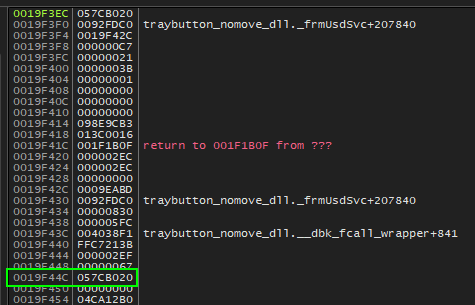 0019F3EC 057CB020
0019F3F0 0092FDC0 traybutton_nomove_dll._frmUsdSvc+207840
0019F3F4 0019F42C
0019F3F8 000000C7
0019F3FC 00000021
0019F400 0000003B
0019F404 00000001
0019F408 00000000
0019F40C 00000000
0019F410 00000000
0019F414 098E9CB3
0019F418 013C0016
0019F41C 001F1B0F return to 001F1B0F from ???
0019F420 000002EC
0019F424 000002EC
0019F428 00000000
0019F42C 0009EABD
0019F430 0092FDC0 traybutton_nomove_dll._frmUsdSvc+207840
0019F434 00000830
0019F438 000005FC
0019F43C 004038F1 traybutton_nomove_dll.__dbk_fcall_wrapper+841
0019F440 FFC7213B
0019F444 000002EF
0019F448 00000067
0019F44C 057CB020
0019F450 00000000
0019F454 04CA12B0